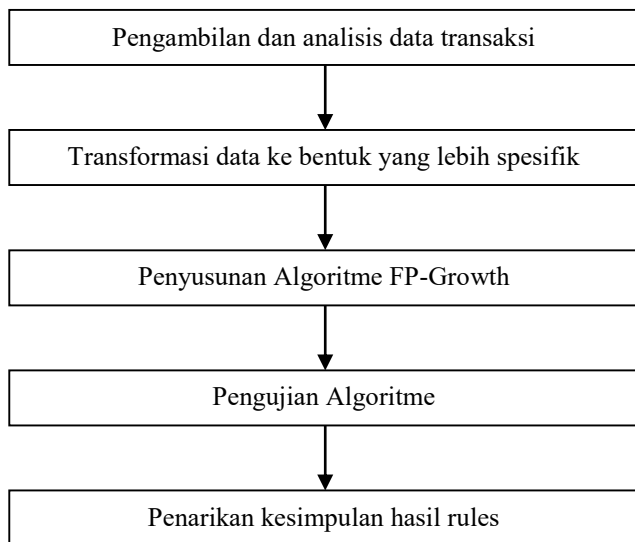 Pengambilan dan analisis data transaksi
Transformasi data ke bentuk yang lebih spesifik
Penyusunan Algoritme FP-Growth
Pengujian Algoritme
Penarikan kesimpulan hasil rules